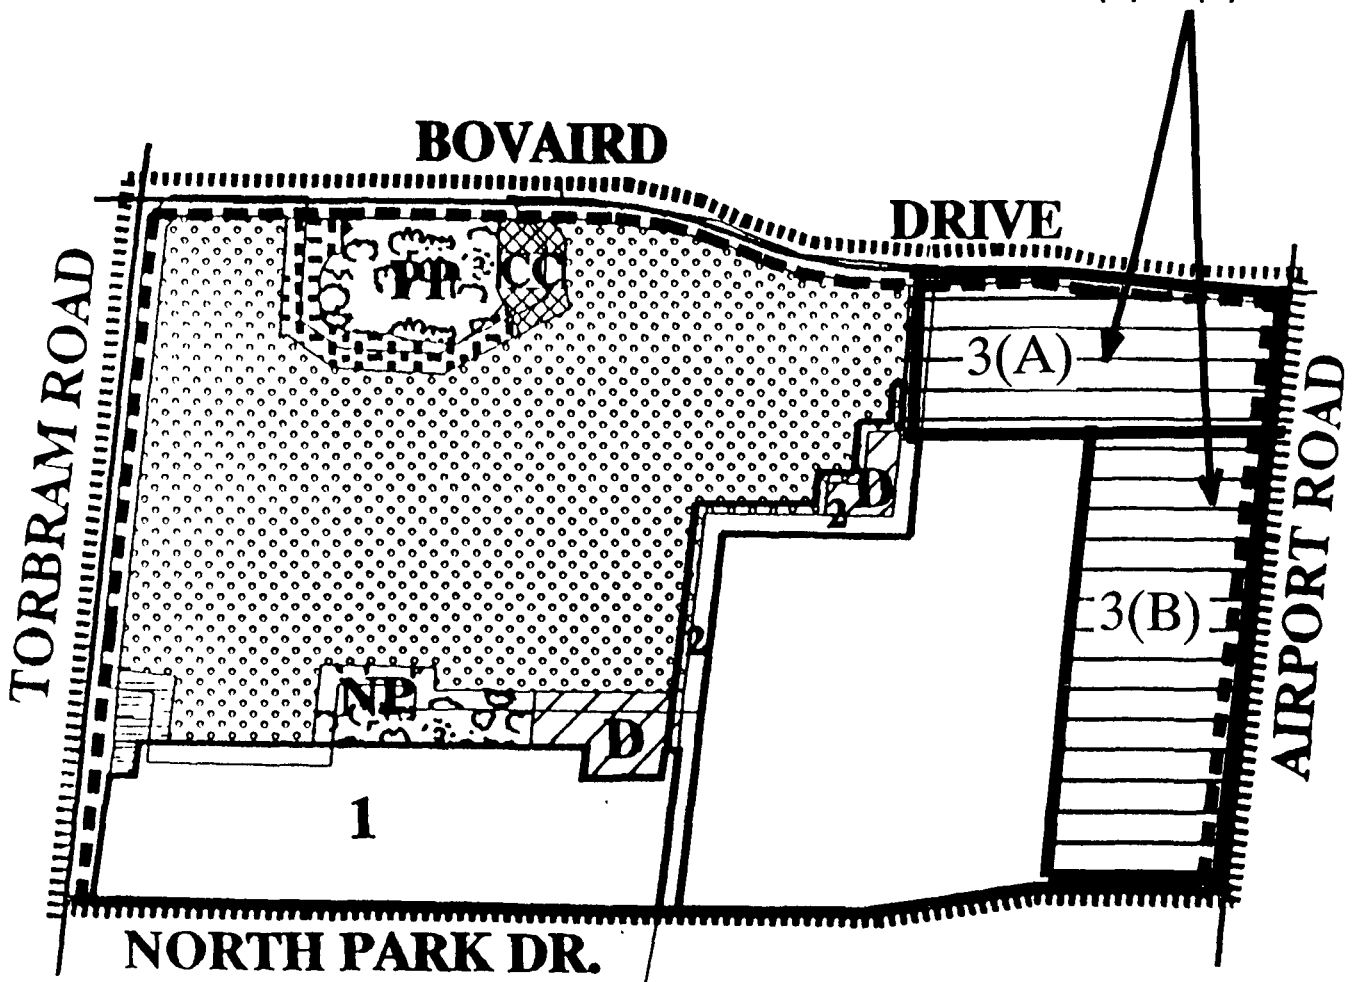 BOVAIRD
DRIVE
TORBRAM ROAD
PP
CC
3(A)
AIRPORT ROAD
D
2
3(B)
2
NP
D
1
NORTH PARK DR.